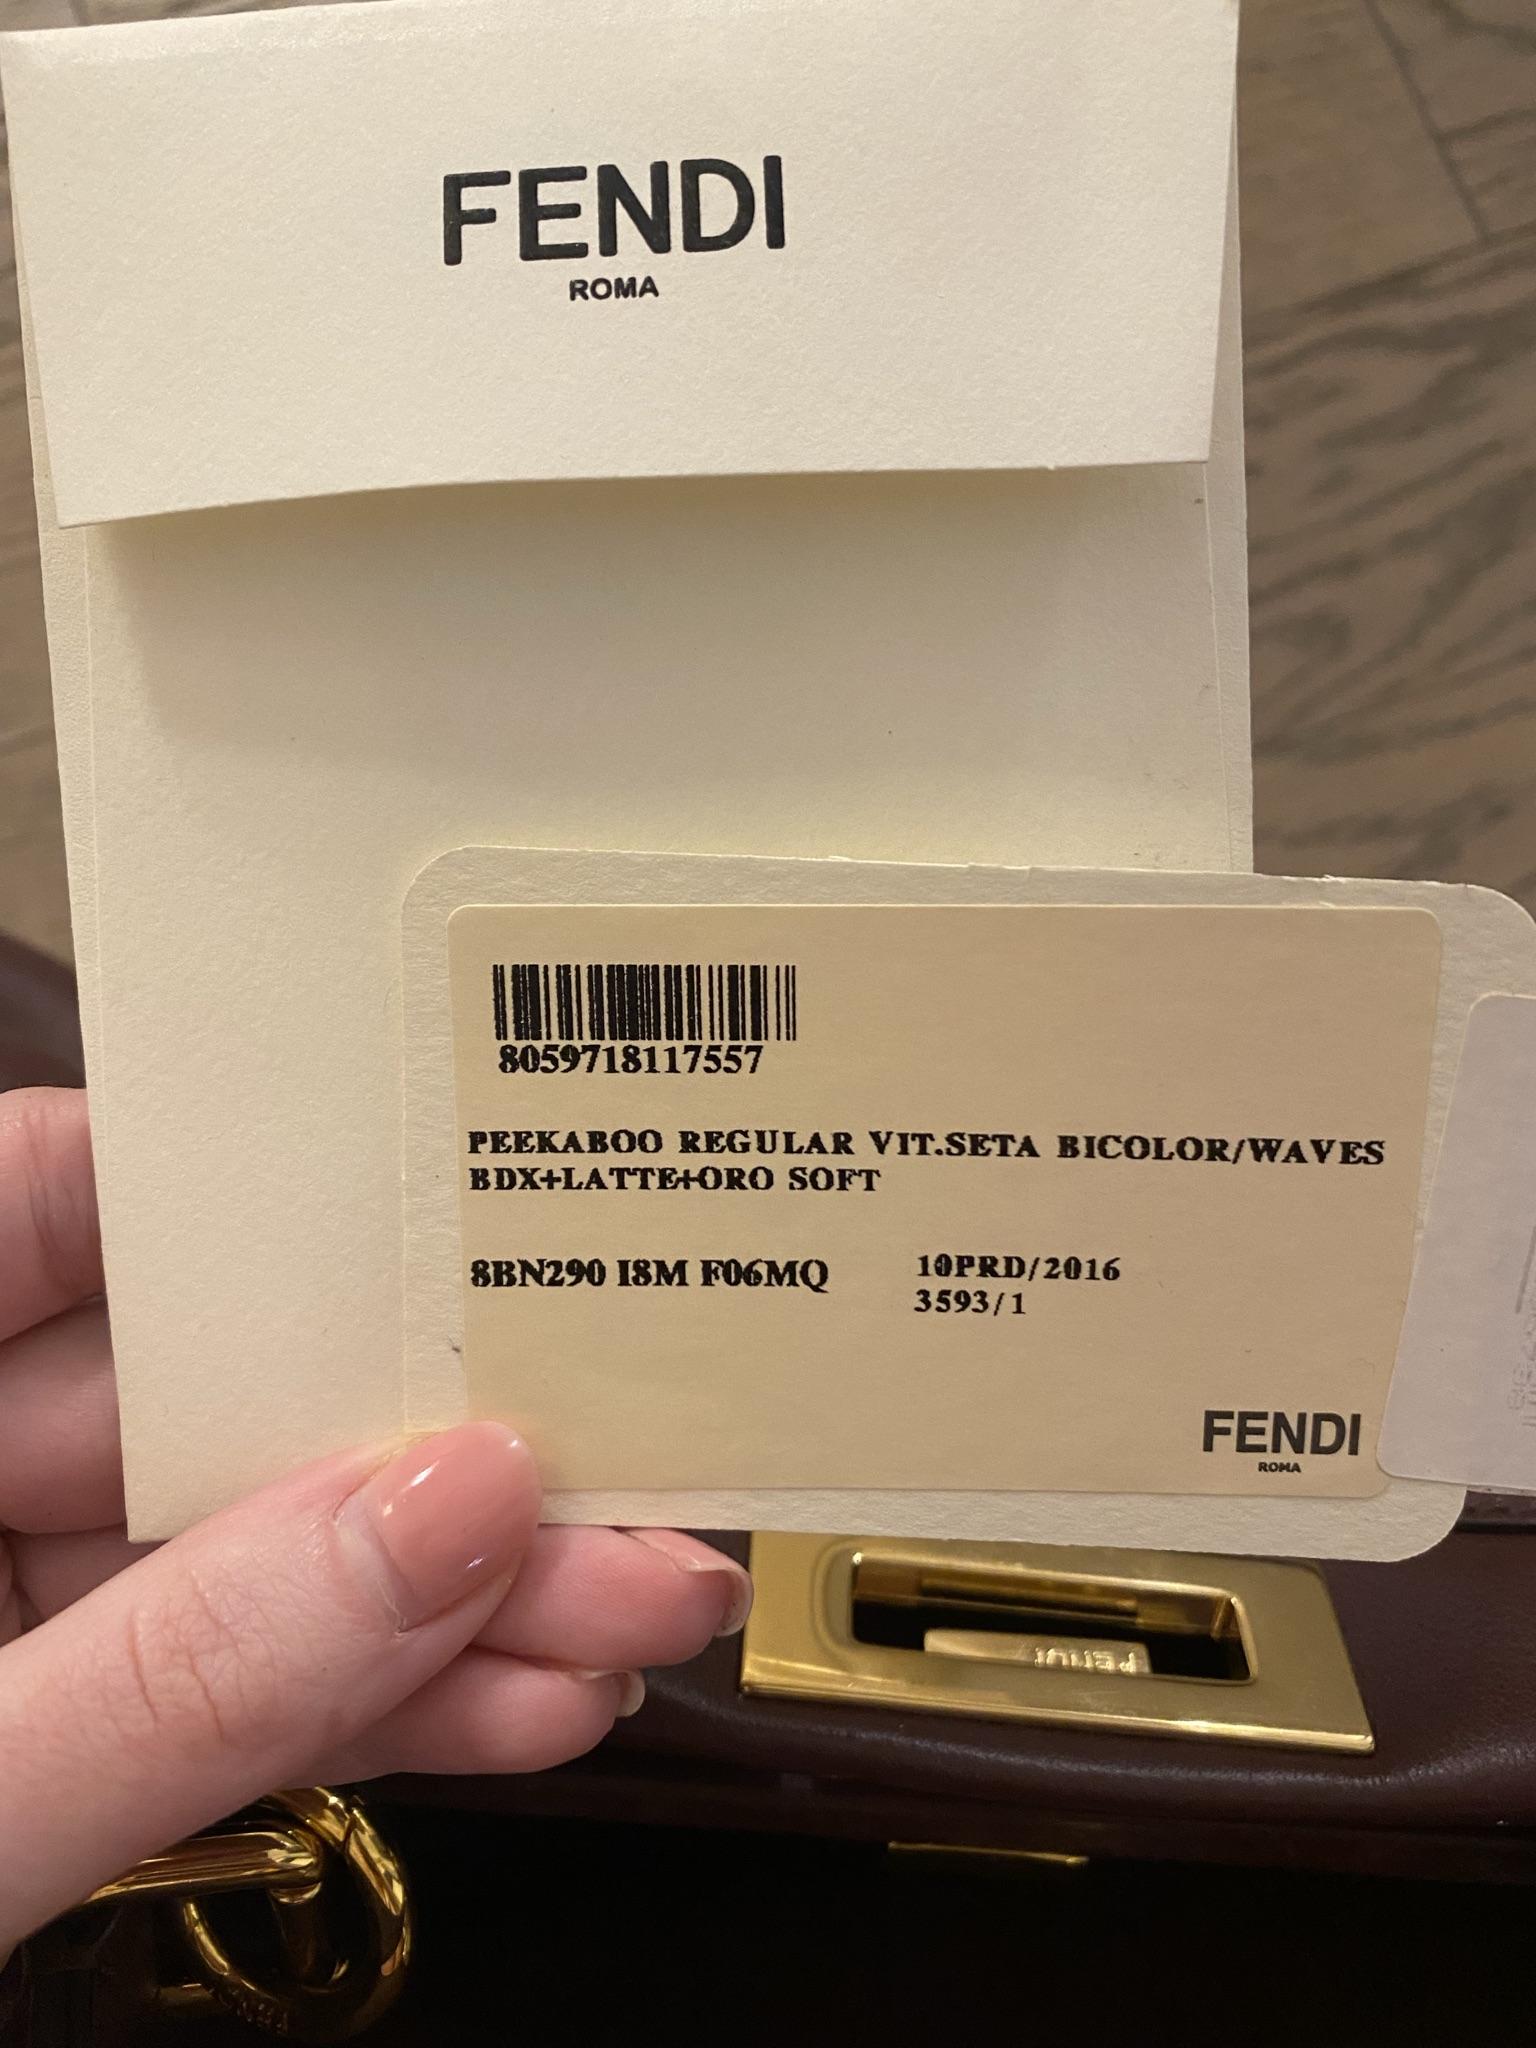 FENDI
ROMA
8059718117557
PEEKABOO REGULAR VIT.SETA BICOLOR/WAVES
BDX+LATTE+ORO SOFT
8BN290 I8M F06MQ
10PRD/2016
3593/1
FENDI
ROMA
FENDI